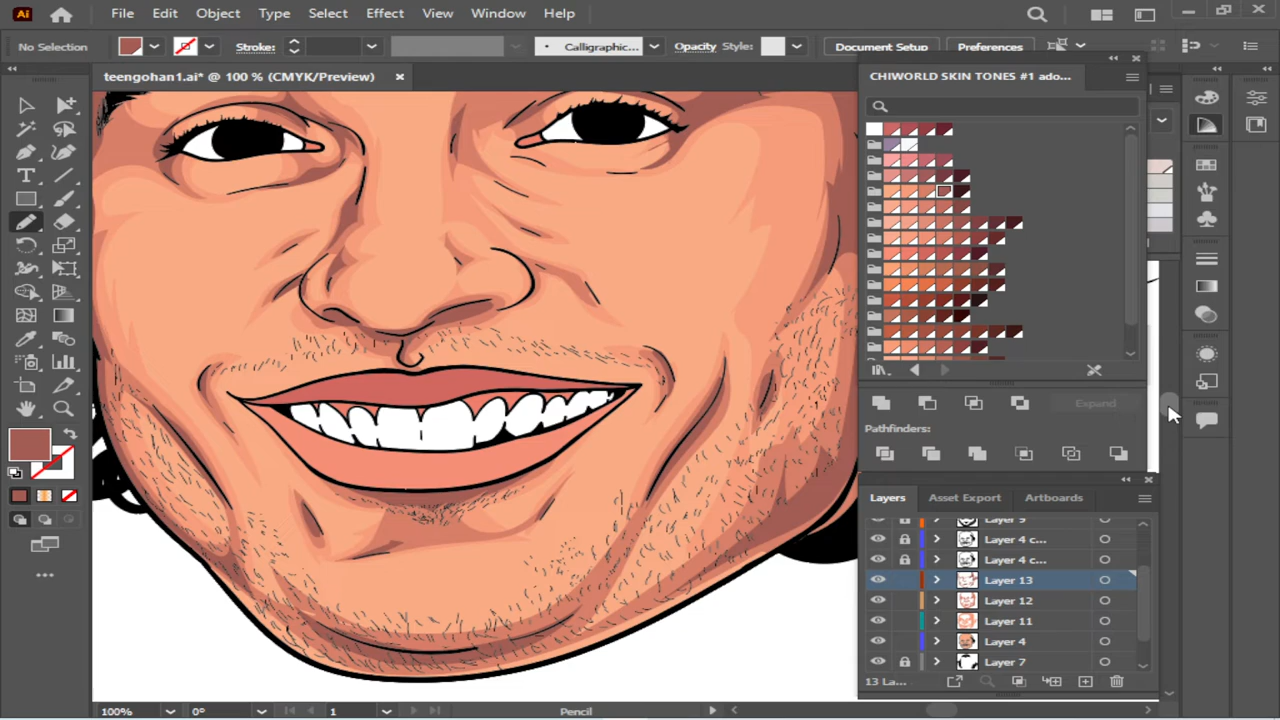 Ai File Edit Object Type Select Effect View Window Help
No Selection Stroke: Calligraphic... Opacity Style: Document Setup Preferences
teengohan1.ai* @ 100 % (CMYK/Preview)
CHIWORLD SKIN TONES #1 ado...
Expand
Pathfinders:
Layers Asset Export Artboards
Layer 9
Layer 4 c...
Layer 4 c...
Layer 13
Layer 12
Layer 11
Layer 4
Layer 7
13 La...
100% 0° 1 Pencil